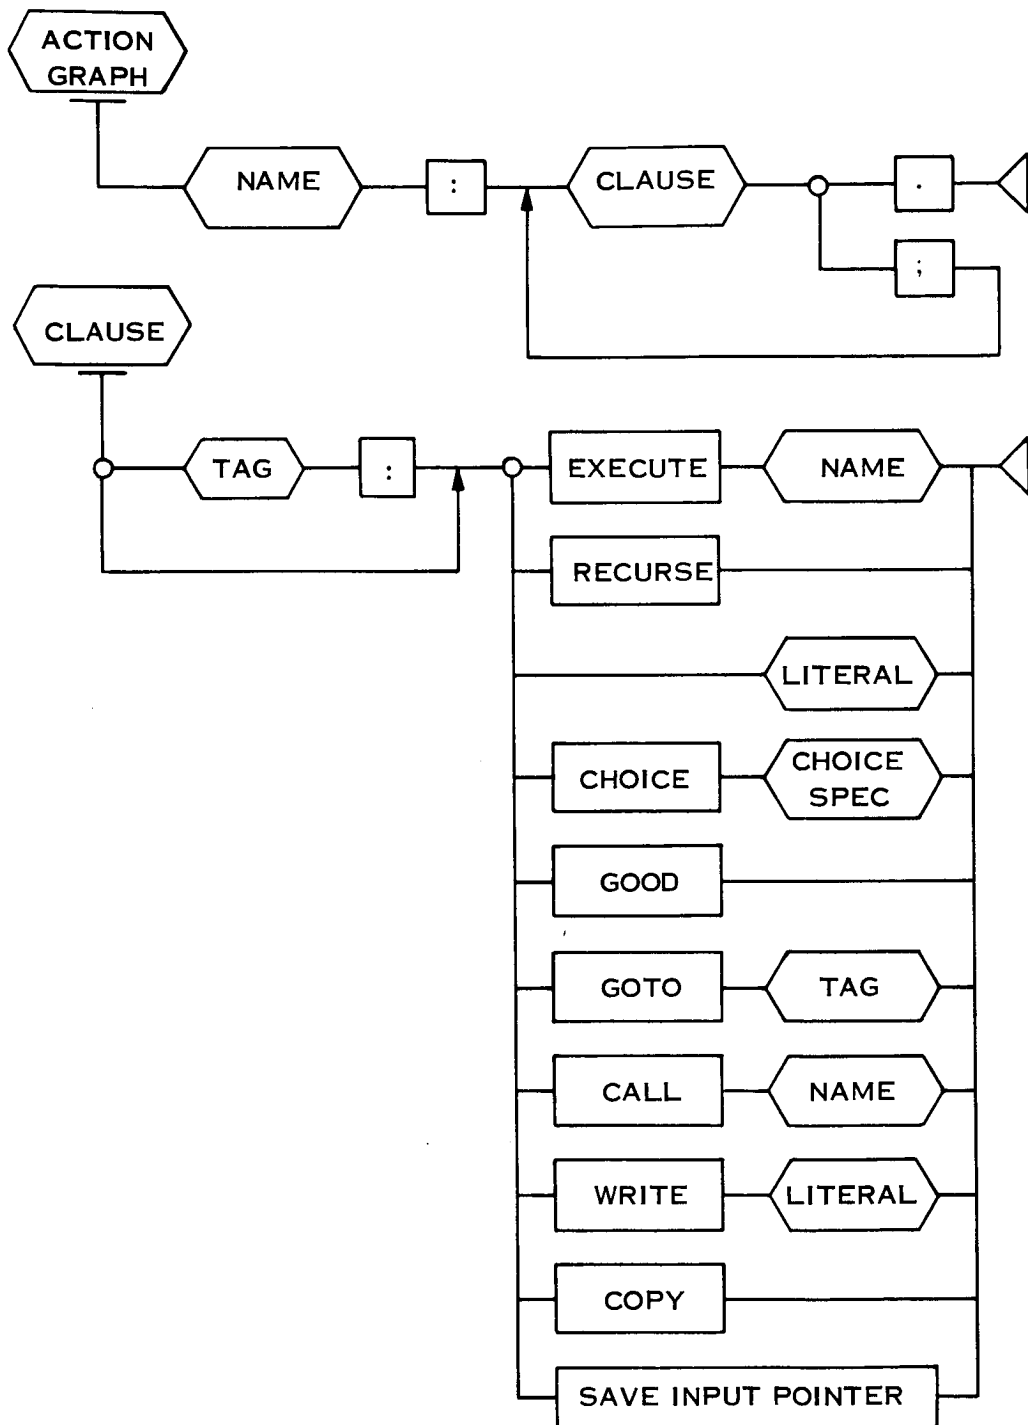 ACTION
GRAPH
NAME : CLAUSE .
;
CLAUSE
TAG : EXECUTE NAME
RECURSE
LITERAL
CHOICE CHOICE
SPEC
GOOD
GOTO TAG
CALL NAME
WRITE LITERAL
COPY
SAVE INPUT POINTER